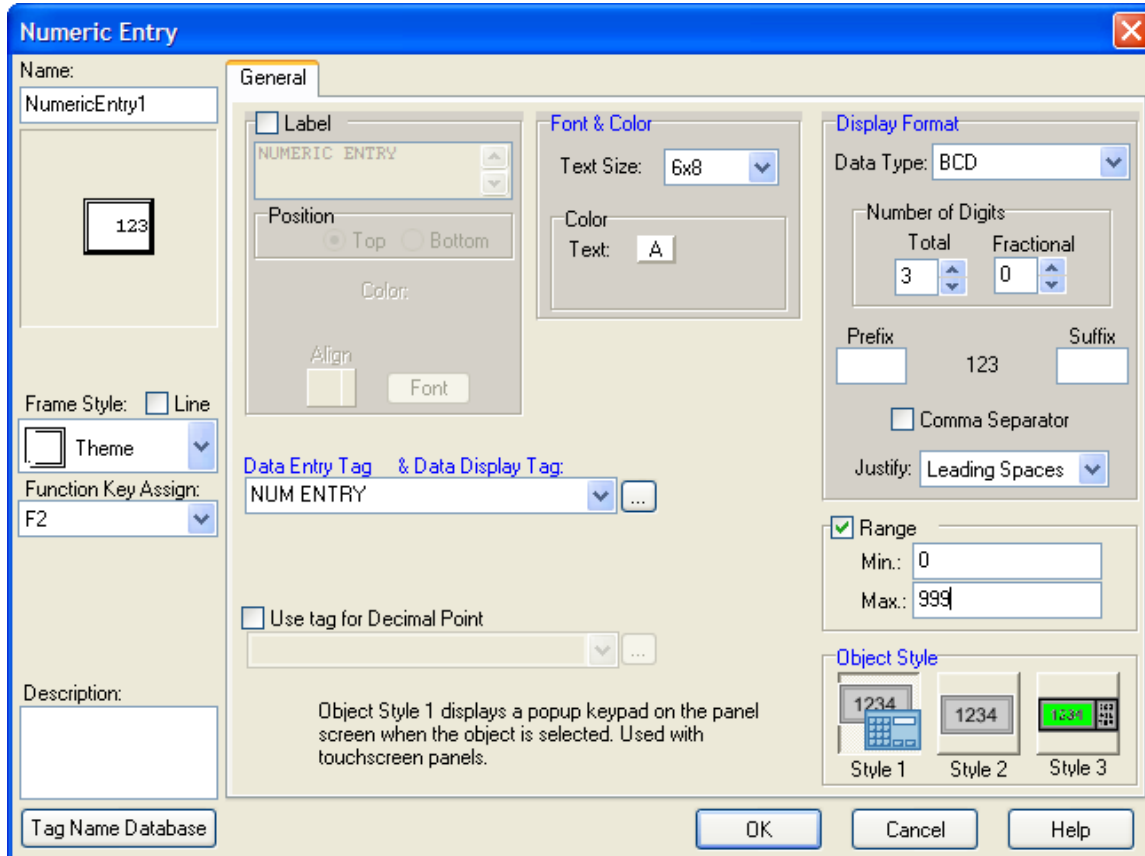 Numeric Entry
Name:
NumericEntry1
123
Frame Style: Line
Theme
Function Key Assign:
F2
Description:
Tag Name Database
General
Label
NUMERIC ENTRY
Position
Top Bottom
Color:
Align
Font
Font & Color
Text Size: 6x8
Color
Text: A
Data Entry Tag & Data Display Tag:
NUM ENTRY ...
Use tag for Decimal Point
...
Object Style 1 displays a popup keypad on the panel
screen when the object is selected. Used with
touchscreen panels.
Display Format
Data Type: BCD
Number of Digits
Total Fractional
3 0
Prefix Suffix
123
Comma Separator
Justify: Leading Spaces
Range
Min.: 0
Max.: 999
Object Style
1234 1234 1234
Style 1 Style 2 Style 3
OK Cancel Help